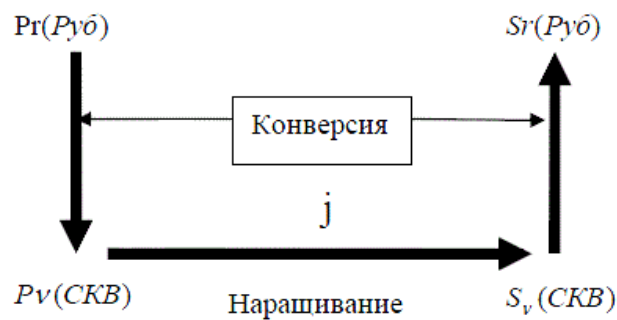 Pr(Руб) Sr(Руб)
Конверсия
j
Pv(СКВ) Sᵥ(СКВ)
Наращивание